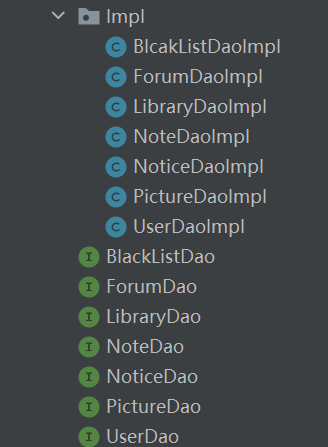 Impl
BlcakListDaoImpl
ForumDaoImpl
LibraryDaoImpl
NoteDaoImpl
NoticeDaoImpl
PictureDaoImpl
UserDaoImpl
BlackListDao
ForumDao
LibraryDao
NoteDao
NoticeDao
PictureDao
UserDao